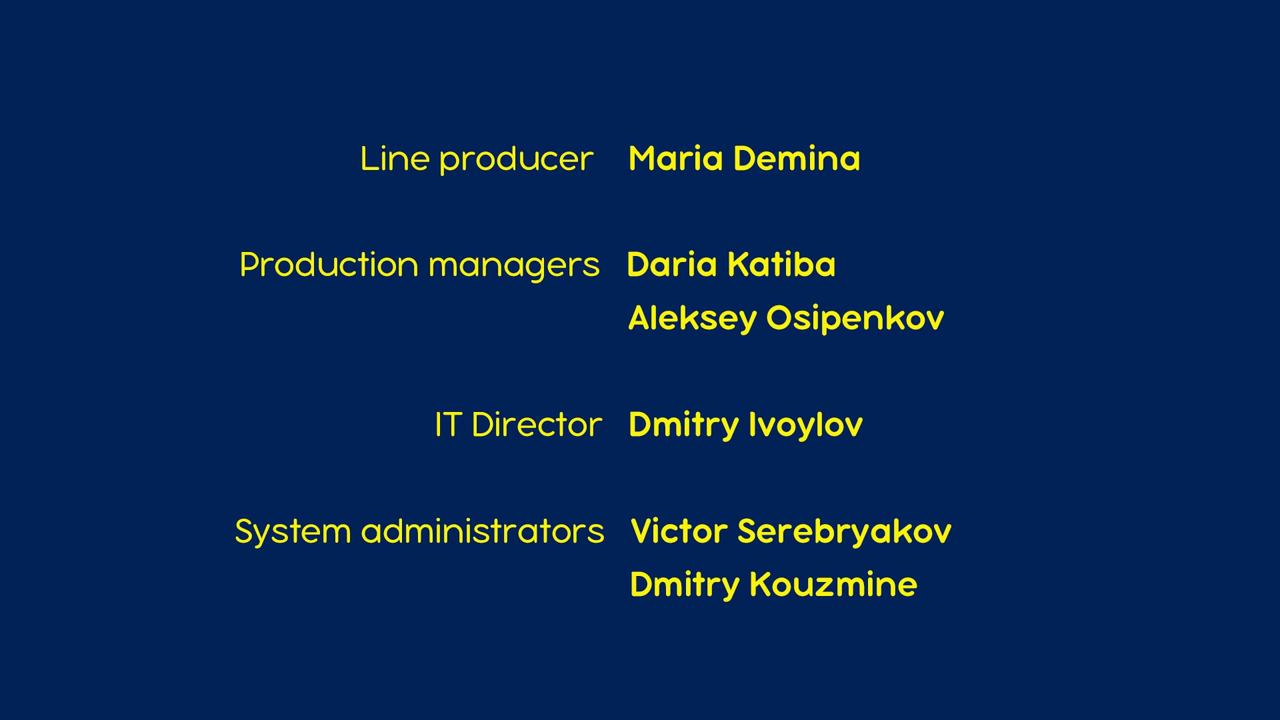 Line producer Maria Demina
Production managers Daria Katiba
Aleksey Osipenkov
IT Director Dmitry Ivoylov
System administrators Victor Serebryakov
Dmitry Kouzmine